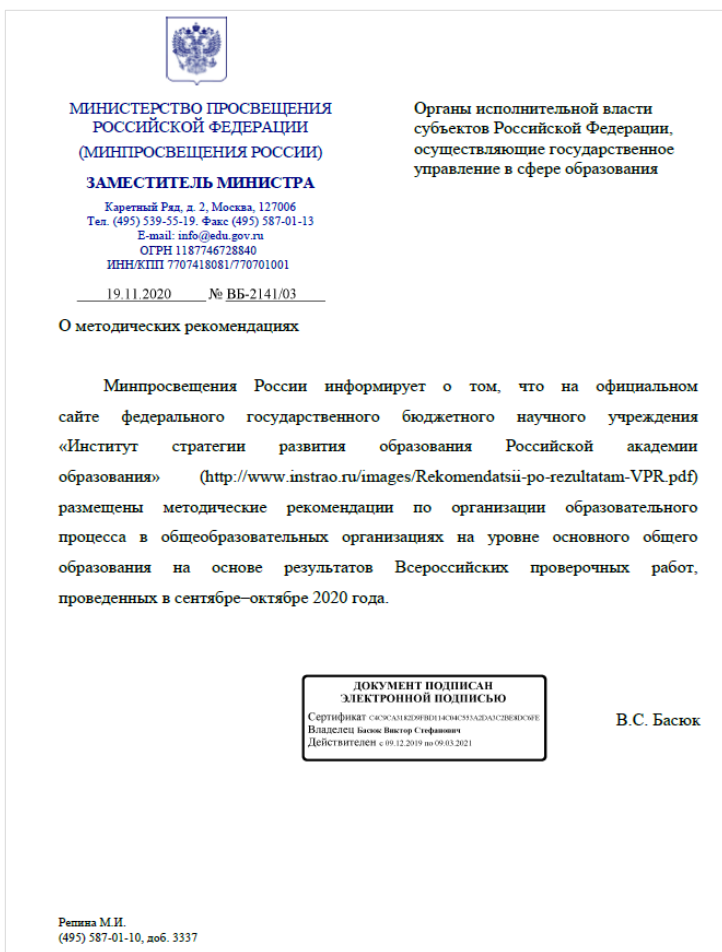 МИНИСТЕРСТВО ПРОСВЕЩЕНИЯ
РОССИЙСКОЙ ФЕДЕРАЦИИ
(МИНПРОСВЕЩЕНИЯ РОССИИ)
ЗАМЕСТИТЕЛЬ МИНИСТРА
Каретный Ряд, д. 2, Москва, 127006
Тел. (495) 539-55-19. Факс (495) 587-01-13
E-mail: info@edu.gov.ru
ОГРН 1187746728840
ИНН/КПП 7707418081/770701001
19.11.2020 № ВБ-2141/03
Органы исполнительной власти
субъектов Российской Федерации,
осуществляющие государственное
управление в сфере образования
О методических рекомендациях
Минпросвещения России информирует о том, что на официальном
сайте федерального государственного бюджетного научного учреждения
«Институт стратегии развития образования Российской академии
образования» (http://www.instrao.ru/images/Rekomendatsii-po-rezultatam-VPR.pdf)
размещены методические рекомендации по организации образовательного
процесса в общеобразовательных организациях на уровне основного общего
образования на основе результатов Всероссийских проверочных работ,
проведенных в сентябре–октябре 2020 года.
ДОКУМЕНТ ПОДПИСАН
ЭЛЕКТРОННОЙ ПОДПИСЬЮ
Сертификат
Владелец Басюк Виктор Стефанович
Действителен с 09.12.2019 по 09.03.2021
В.С. Басюк
Репина М.И.
(495) 587-01-10, доб. 3337